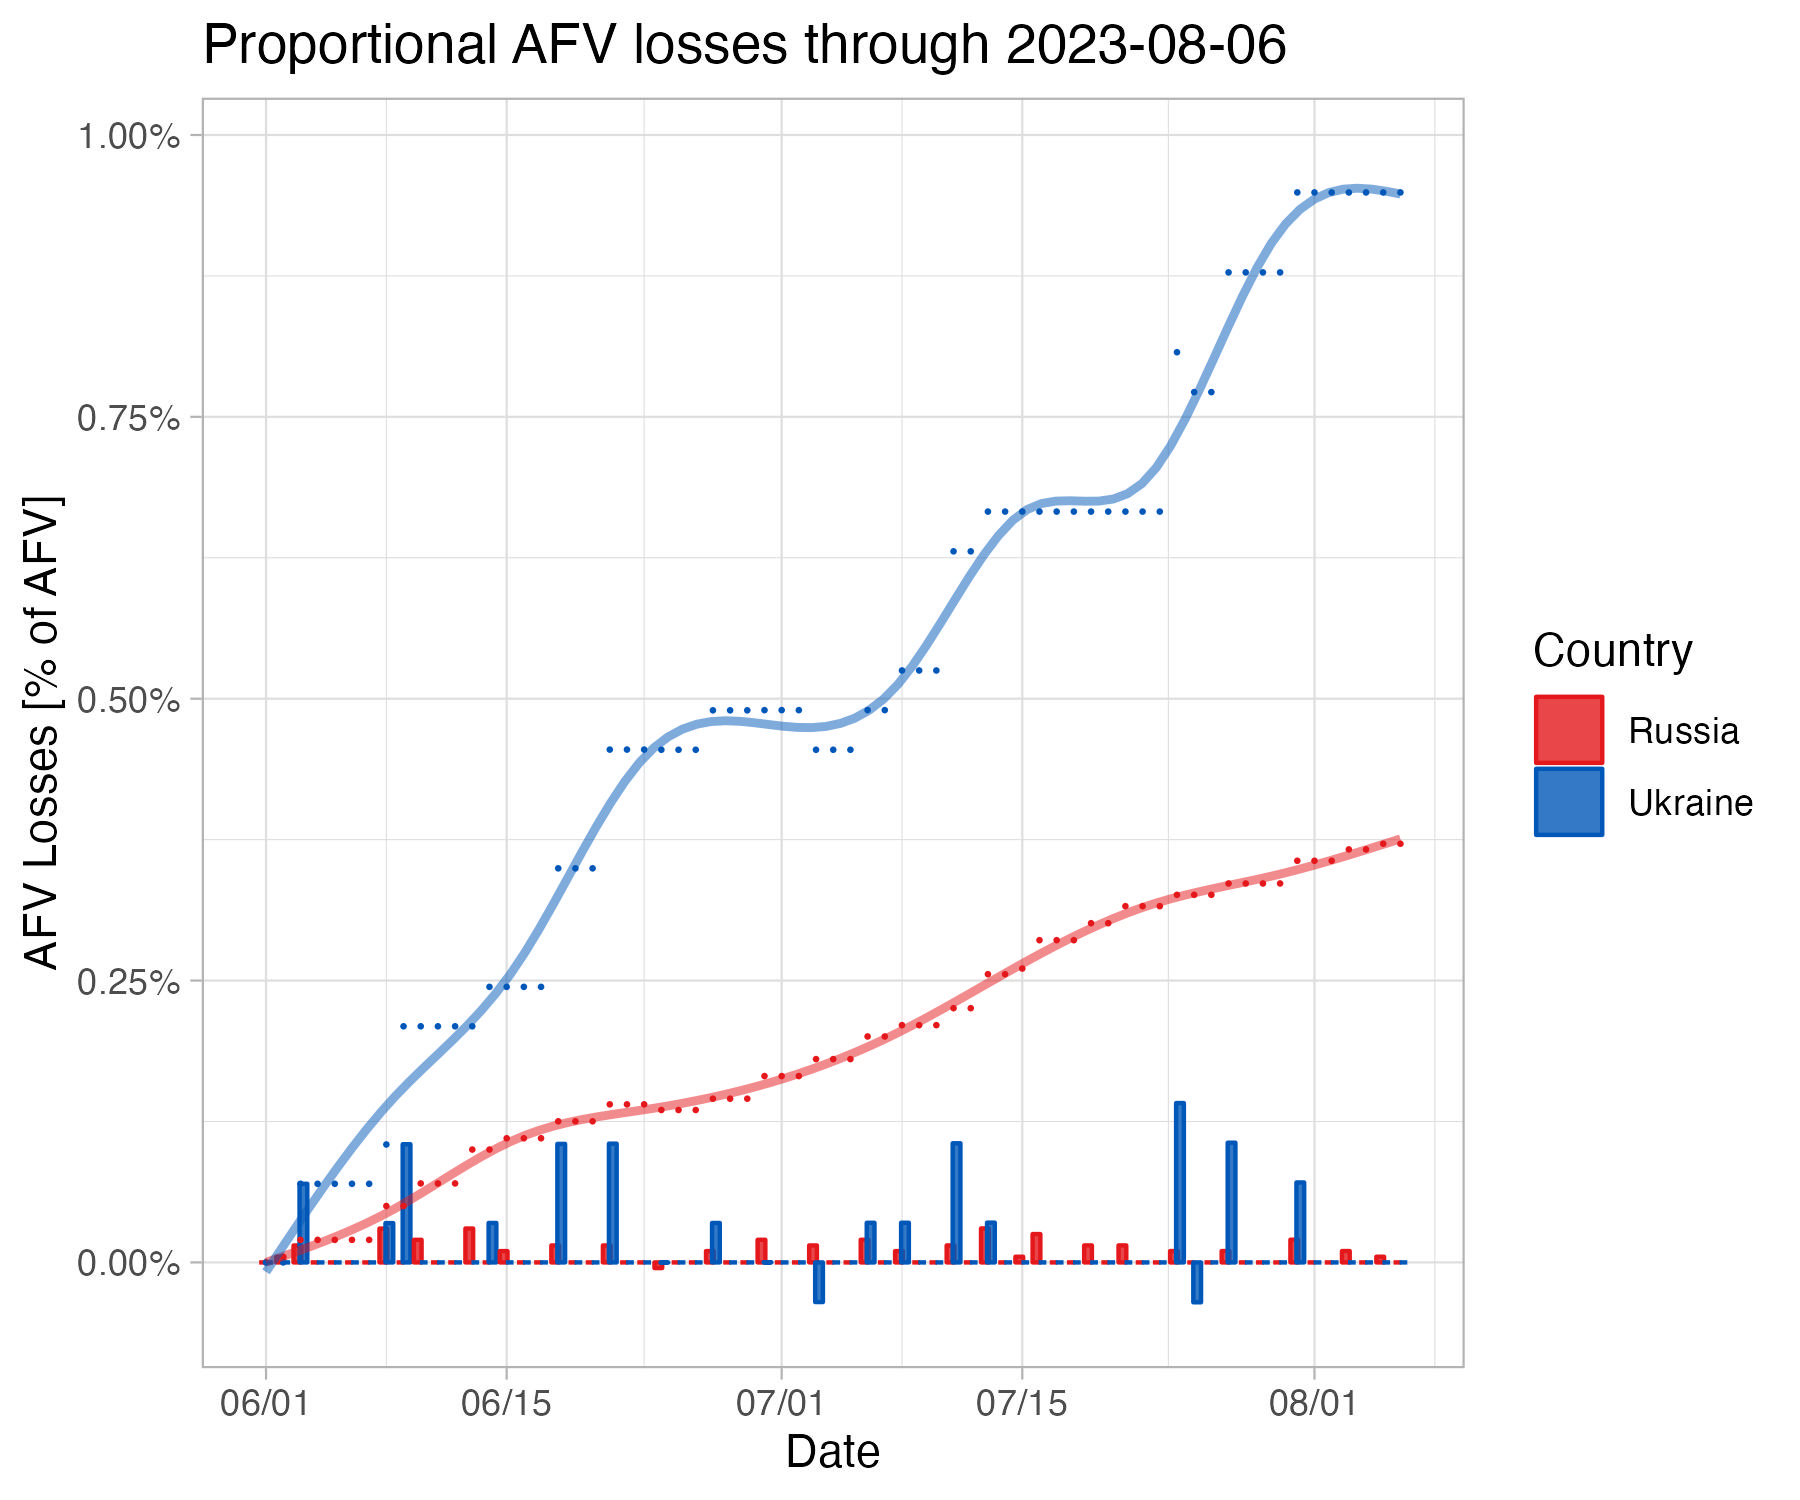 Proportional AFV losses through 2023-08-06
AFV Losses [% of AFV]
1.00%
0.75%
0.50%
0.25%
0.00%
06/01
06/15
07/01
07/15
08/01
Date
Country
Russia
Ukraine